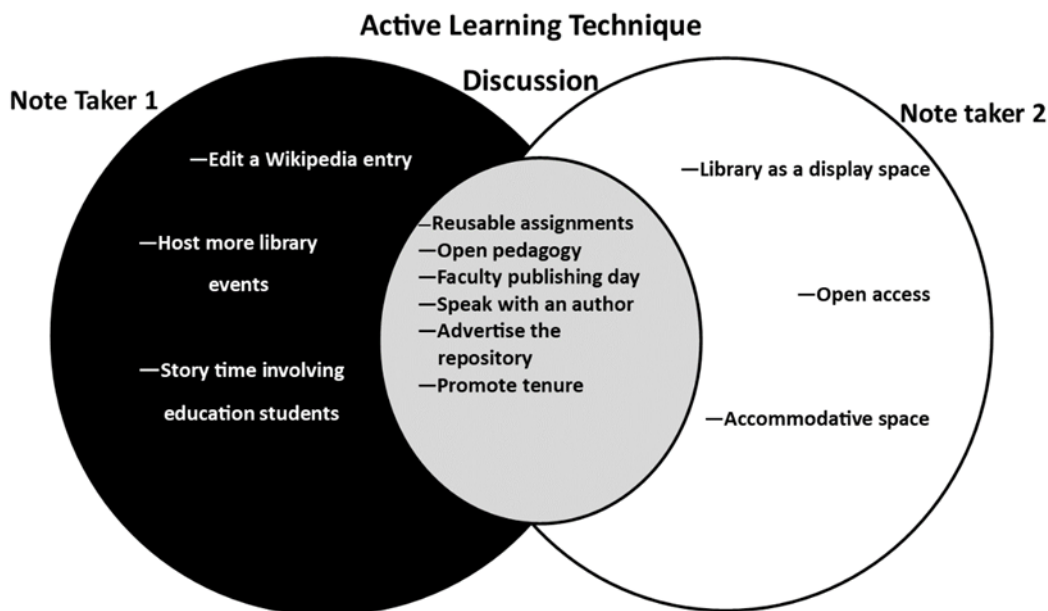 Active Learning Technique
Discussion
Note Taker 1
—Edit a Wikipedia entry
—Host more library
events
—Story time involving
education students
—Reusable assignments
—Open pedagogy
—Faculty publishing day
—Speak with an author
—Advertise the
repository
—Promote tenure
Note taker 2
—Library as a display space
—Open access
—Accommodative space